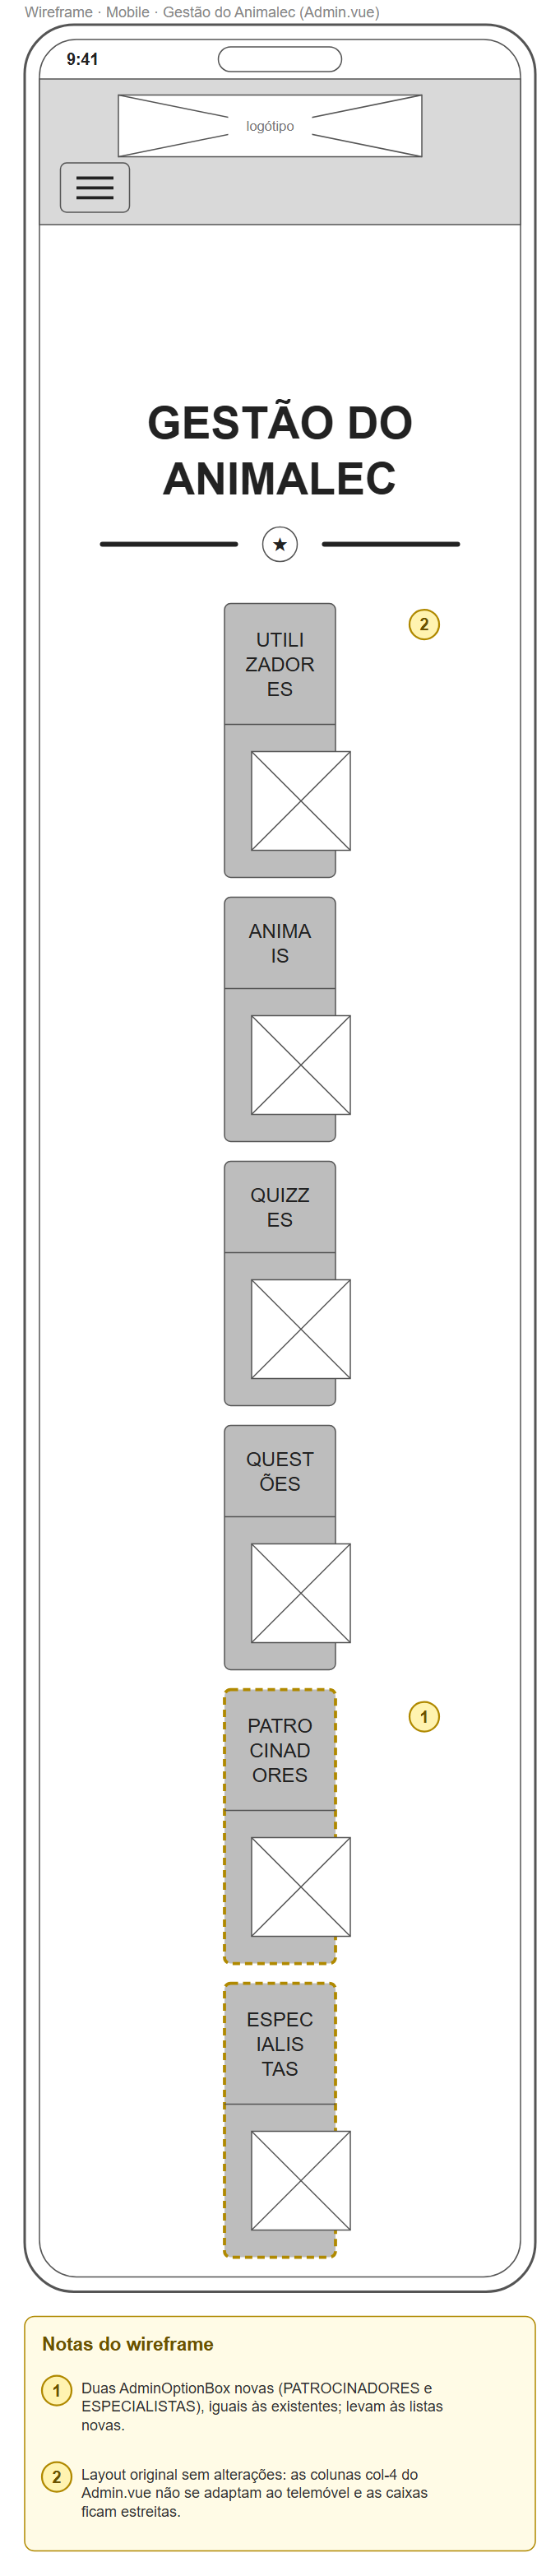 Wireframe · Mobile · Gestão do Animalec (Admin.vue)
9:41
logótipo
GESTÃO DO
ANIMALEC
★
UTILI
ZADOR
ES
2
ANIMA
IS
QUIZZ
ES
QUEST
ÕES
PATRO
CINAD
ORES
1
ESPEC
IALIS
TAS
Notas do wireframe
1
Duas AdminOptionBox novas (PATROCINADORES e
ESPECIALISTAS), iguais às existentes; levam às listas
novas.
2
Layout original sem alterações: as colunas col-4 do
Admin.vue não se adaptam ao telemóvel e as caixas
ficam estreitas.